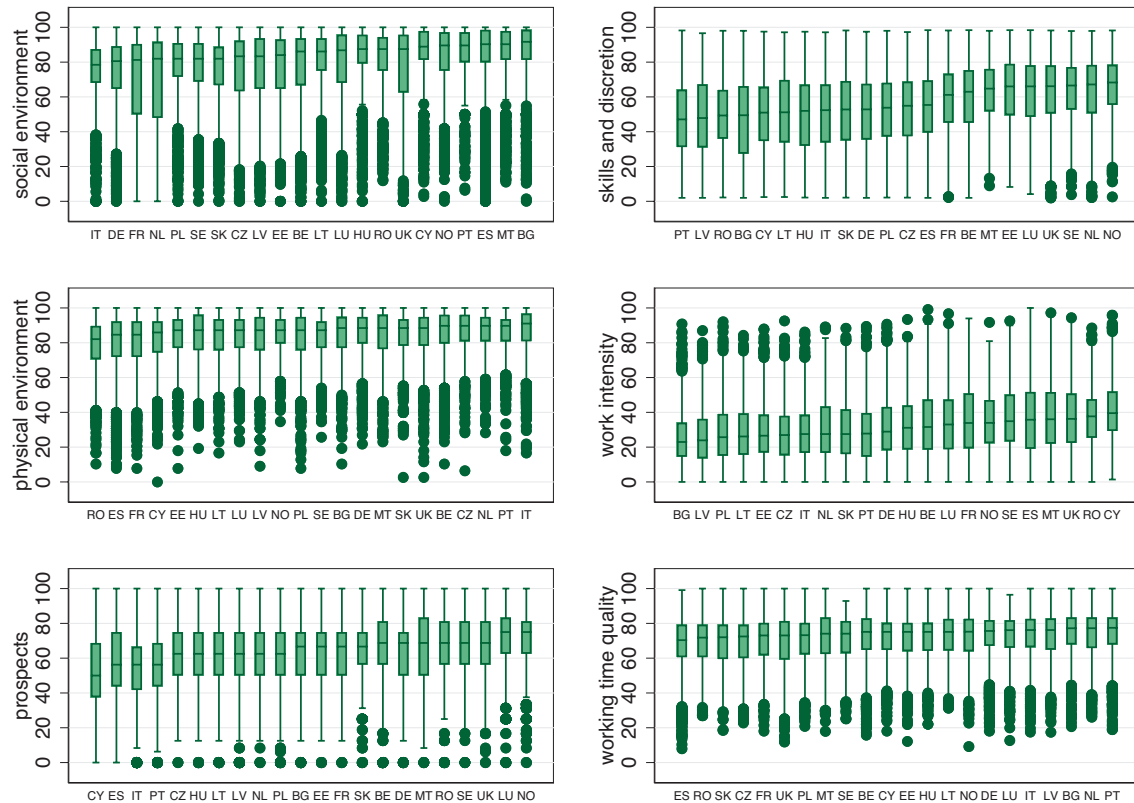 social environment
0 20 40 60 80 100
IT DE FR NL PL SE SK CZ LV EE BE LT LU HU RO UK CY NO PT ES MT BG
skills and discretion
0 20 40 60 80 100
PT LV RO BG CY LT HU IT SK DE PL CZ ES FR BE MT EE LU UK SE NL NO
physical environment
0 20 40 60 80 100
RO ES FR CY EE HU LT LU LV NO PL SE BG DE MT SK UK BE CZ NL PT IT
work intensity
0 20 40 60 80 100
BG LV PL LT EE CZ IT NL SK PT DE HU BE LU FR NO SE ES MT UK RO CY
prospects
0 20 40 60 80 100
CY ES IT PT CZ HU LT LV NL PL BG EE FR SK BE DE MT RO SE UK LU NO
working time quality
0 20 40 60 80 100
ES RO SK CZ FR UK PL MT SE BE CY EE HU LT NO DE LU IT LV BG NL PT